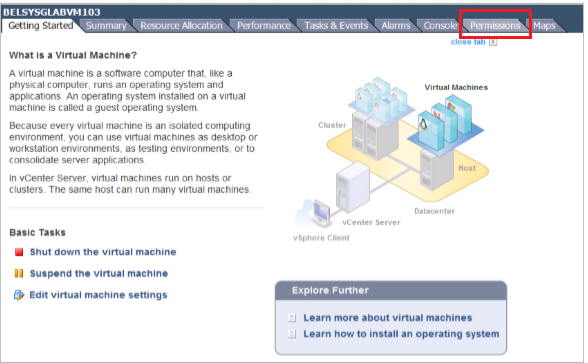 BELSYSGLABVM103
Getting Started Summary Resource Allocation Performance Tasks & Events Alarms Console Permissions Maps
close tab
What is a Virtual Machine?
A virtual machine is a software computer that, like a
physical computer, runs an operating system and
applications. An operating system installed on a virtual
machine is called a guest operating system.
Because every virtual machine is an isolated computing
environment, you can use virtual machines as desktop or
workstation environments, as testing environments, or to
consolidate server applications.
In vCenter Server, virtual machines run on hosts or
clusters. The same host can run many virtual machines.
Virtual Machines
Cluster
Host
Datacenter
vCenter Server
vSphere Client
Basic Tasks
Shut down the virtual machine
Suspend the virtual machine
Edit virtual machine settings
Explore Further
Learn more about virtual machines
Learn how to install an operating system